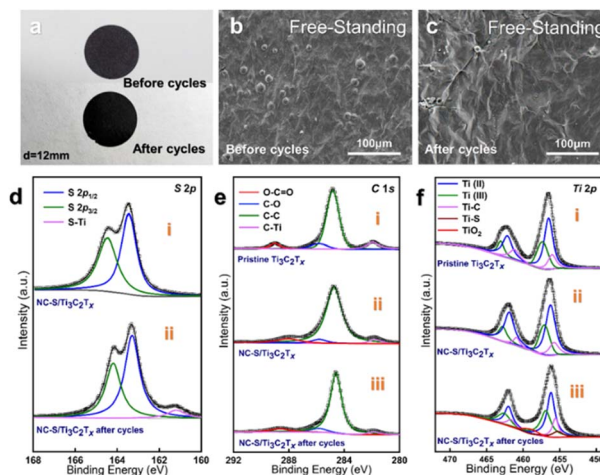 a
Before cycles
After cycles
d=12mm
b
Free-Standing
Before cycles
100μm
c
Free-Standing
After cycles
100μm
d
S 2p
S 2p1/2
S 2p3/2
S-Ti
i
NC-S/Ti3C2Tx
ii
NC-S/Ti3C2Tx after cycles
168 166 164 162 160
Binding Energy (eV)
Intensity (a.u.)
e
C 1s
O-C=O
C-O
C-C
C-Ti
i
Pristine Ti3C2Tx
ii
NC-S/Ti3C2Tx
iii
NC-S/Ti3C2Tx after cycles
292 288 284 280
Binding Energy (eV)
Intensity (a.u.)
f
Ti 2p
Ti (II)
Ti (III)
Ti-C
Ti-S
TiO2
i
Pristine Ti3C2Tx
ii
NC-S/Ti3C2Tx
iii
NC-S/Ti3C2Tx after cycles
470 465 460 455 450
Binding Energy (eV)
Intensity (a.u.)